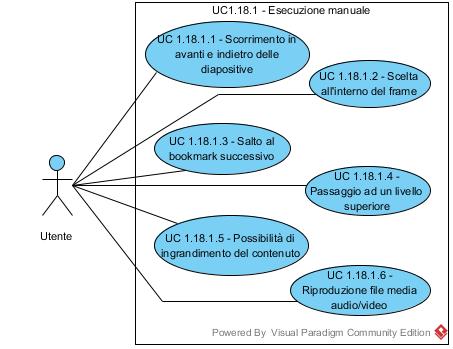 UC1.18.1 - Esecuzione manuale
UC 1.18.1.1 - Scorrimento in
avanti e indietro delle
diapositive
UC 1.18.1.2 - Scelta
all'interno del frame
UC 1.18.1.3 - Salto al
bookmark successivo
UC 1.18.1.4 -
Passaggio ad un livello
superiore
Utente
UC 1.18.1.5 - Possibilità di
ingrandimento del contenuto
UC 1.18.1.6 -
Riproduzione file media
audio/video
Powered By Visual Paradigm Community Edition